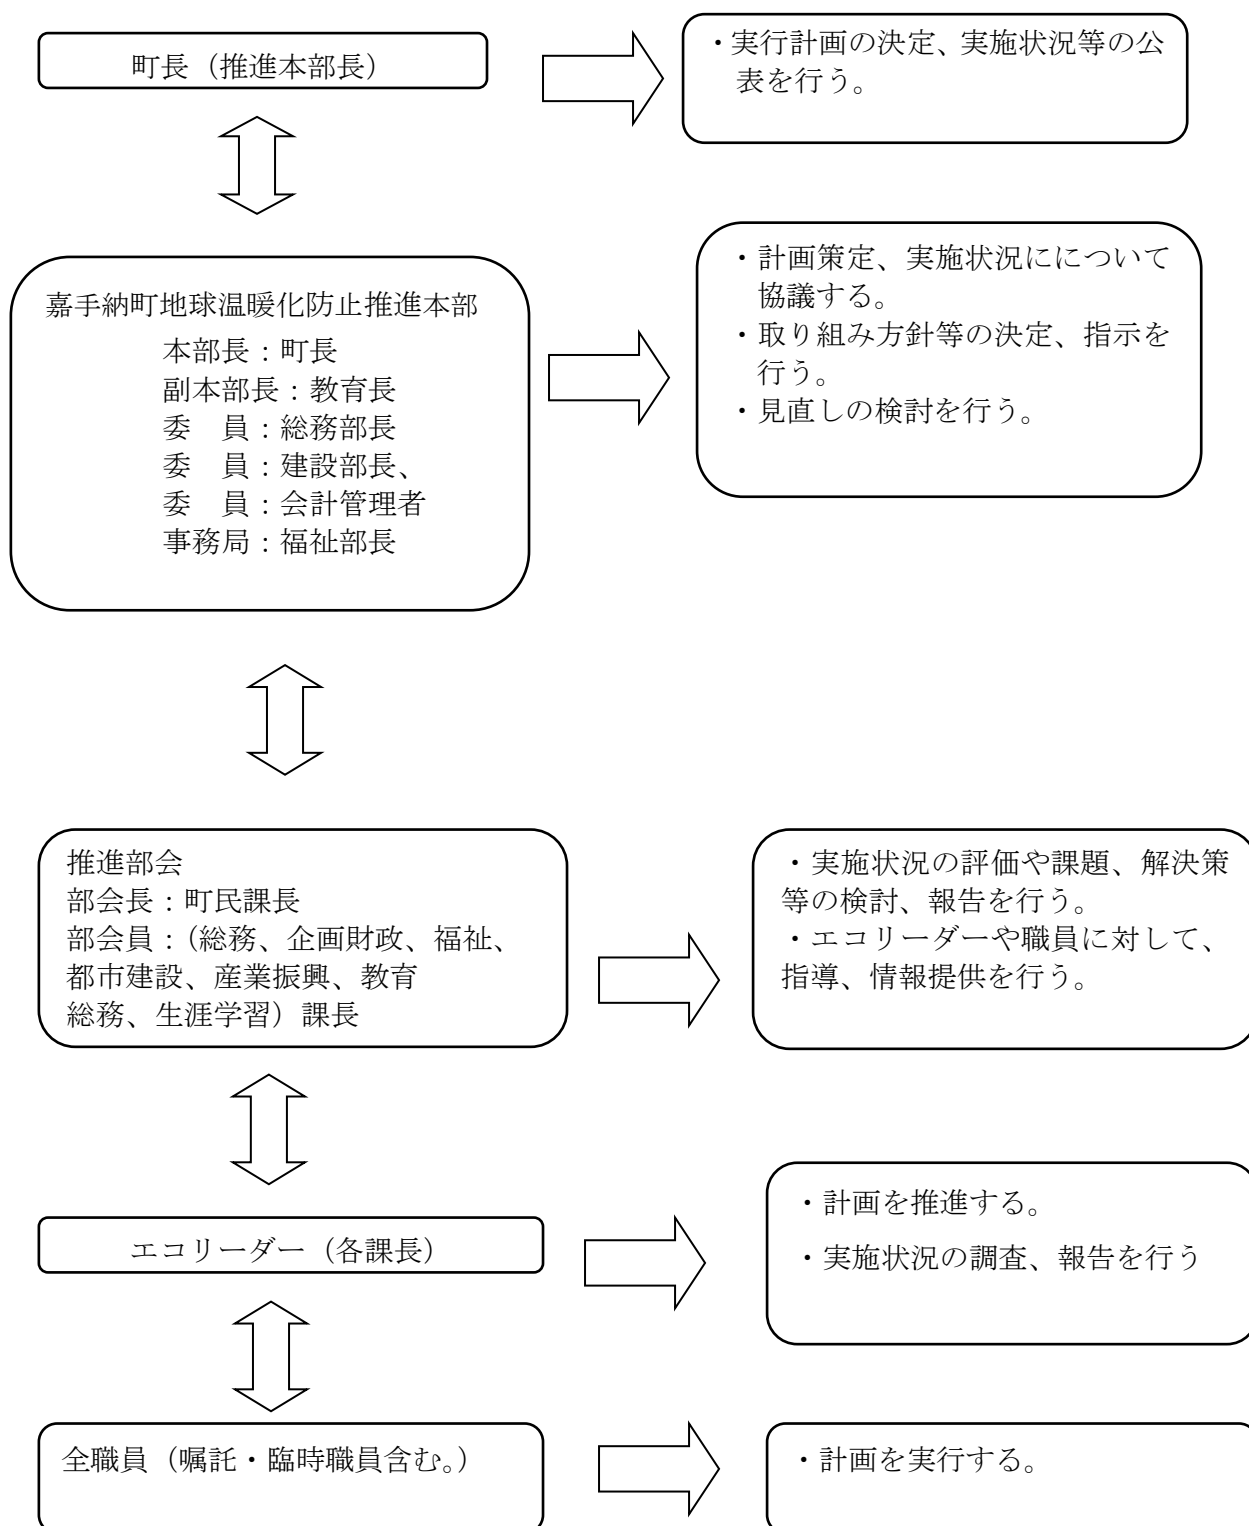 町長（推進本部長）
・実行計画の決定、実施状況等の公
表を行う。
嘉手納町地球温暖化防止推進本部
本部長：町長
副本部長：教育長
委　員：総務部長
委　員：建設部長、
委　員：会計管理者
事務局：福祉部長
・計画策定、実施状況にについて
協議する。
・取り組み方針等の決定、指示を
行う。
・見直しの検討を行う。
推進部会
部会長：町民課長
部会員：（総務、企画財政、福祉、
都市建設、産業振興、教育
総務、生涯学習）課長
・実施状況の評価や課題、解決策
等の検討、報告を行う。
・エコリーダーや職員に対して、
指導、情報提供を行う。
エコリーダー（各課長）
・計画を推進する。
・実施状況の調査、報告を行う
全職員（嘱託・臨時職員含む。）
・計画を実行する。